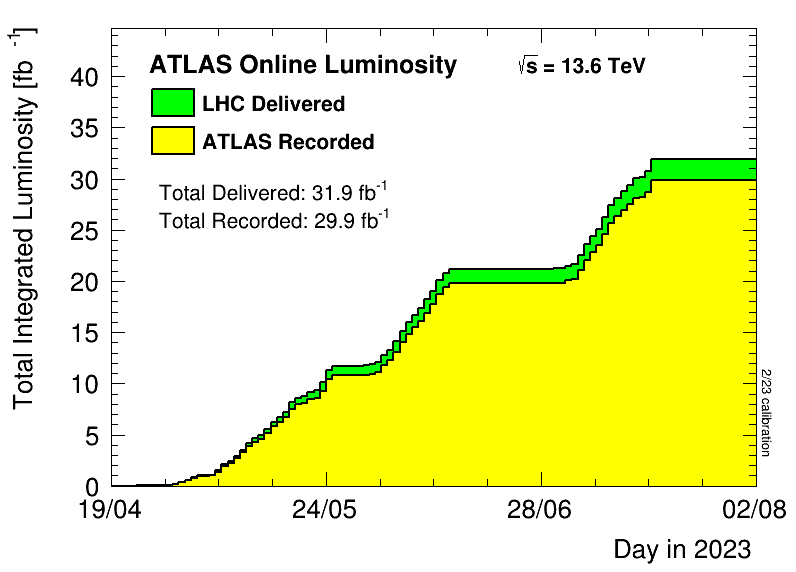 Total Integrated Luminosity [fb⁻¹]
ATLAS Online Luminosity
√s = 13.6 TeV
LHC Delivered
ATLAS Recorded
Total Delivered: 31.9 fb⁻¹
Total Recorded: 29.9 fb⁻¹
40
35
30
25
20
15
10
5
0
2/23 calibration
19/04
24/05
28/06
02/08
Day in 2023